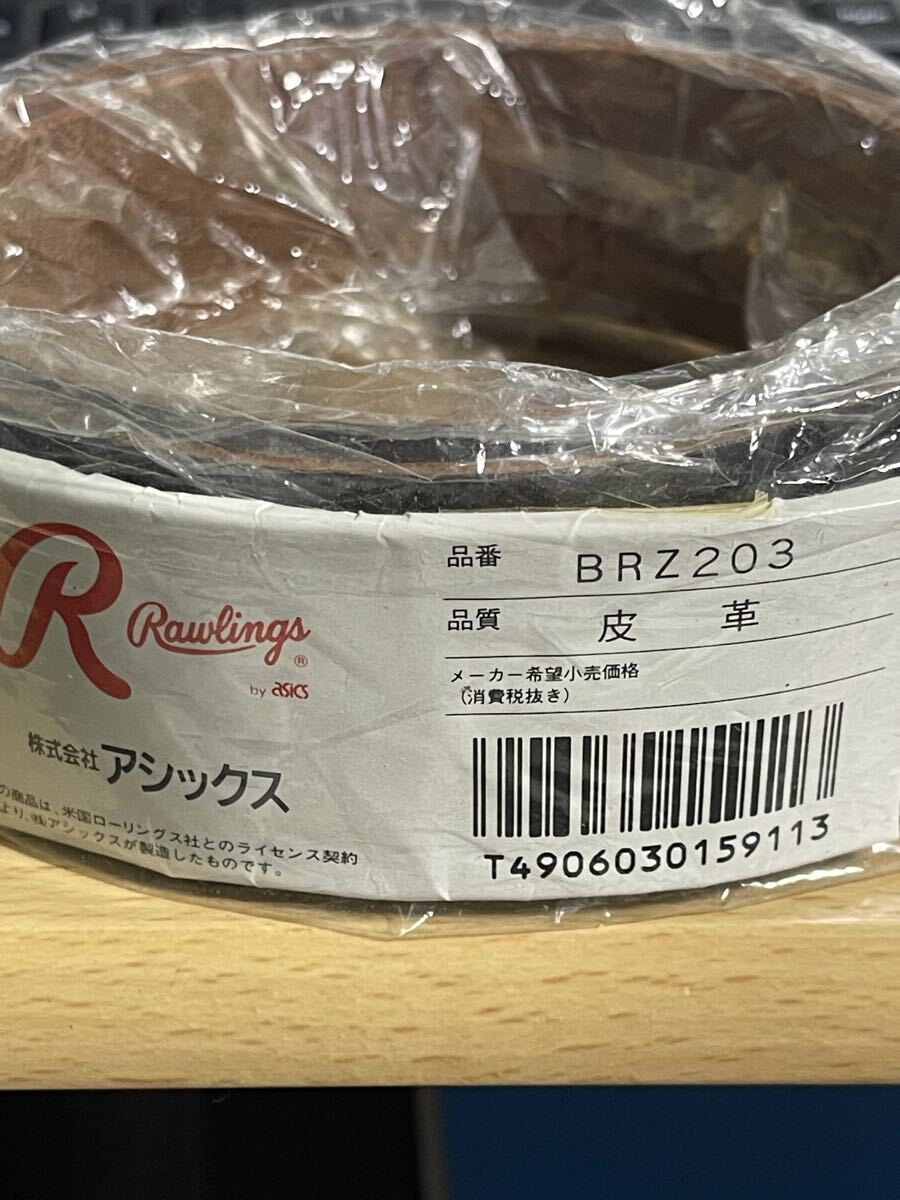 R Rawlings®
by asics
株式会社 アシックス
の商品は、米国ローリングス社とのライセンス契約
より、㈱アシックスが製造したものです。
品番 BRZ203
品質 皮 革
メーカー希望小売価格
(消費税抜き)
T4906030159113